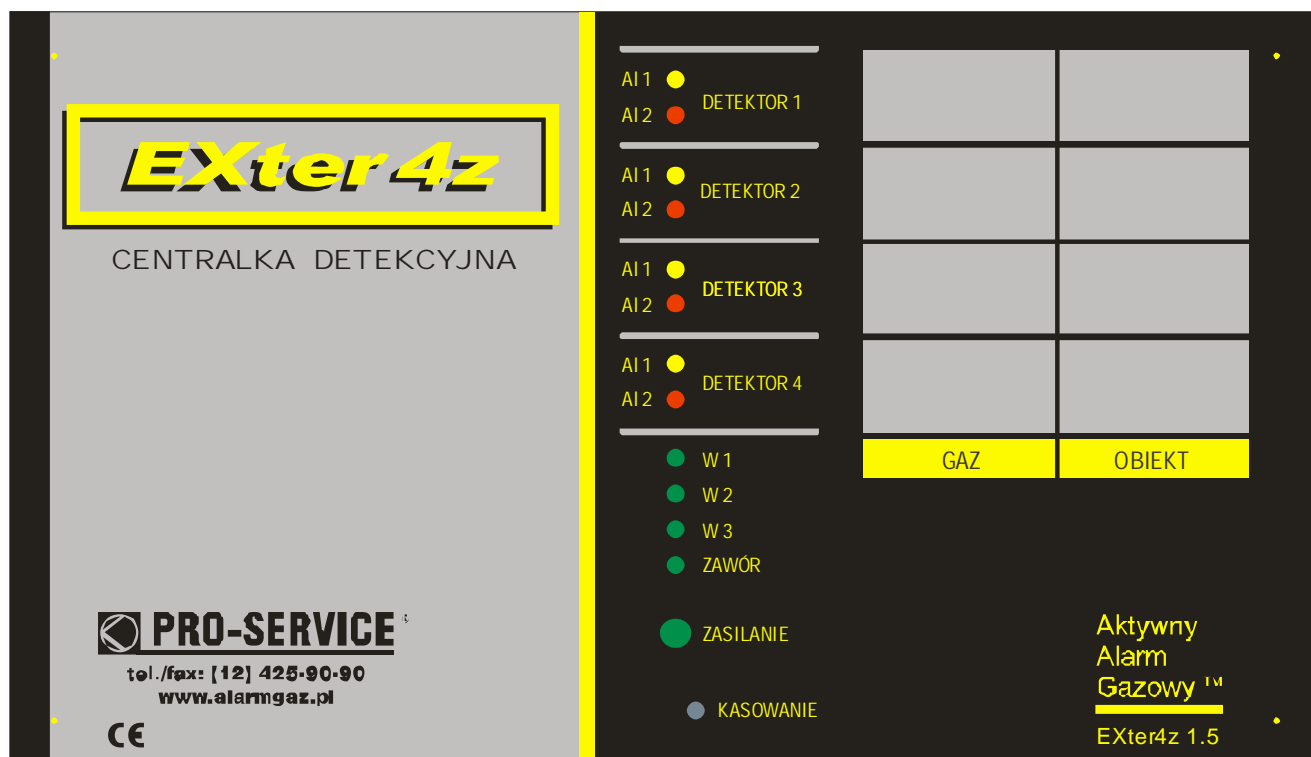 EXter 4z
CENTRALKA DETEKCYJNA
PRO-SERVICE
tel./fax: [12] 425-90-90
www.alarmgaz.pl
CE
Al 1
DETEKTOR 1
Al 2
Al 1
DETEKTOR 2
Al 2
Al 1
DETEKTOR 3
Al 2
Al 1
DETEKTOR 4
Al 2
W 1
W 2
W 3
ZAWÓR
ZASILANIE
KASOWANIE
GAZ
OBIEKT
Aktywny
Alarm
Gazowy ™
EXter4z 1.5